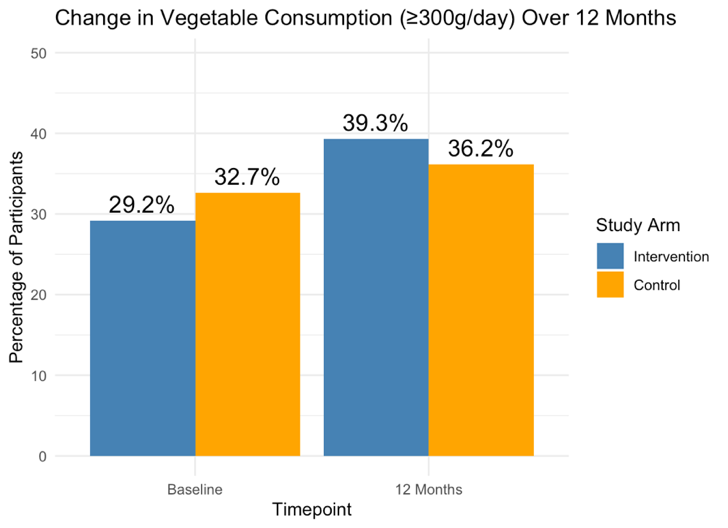 Change in Vegetable Consumption (≥300g/day) Over 12 Months
Percentage of Participants
50
40
30
20
10
0
29.2%
32.7%
39.3%
36.2%
Baseline
12 Months
Timepoint
Study Arm
Intervention
Control